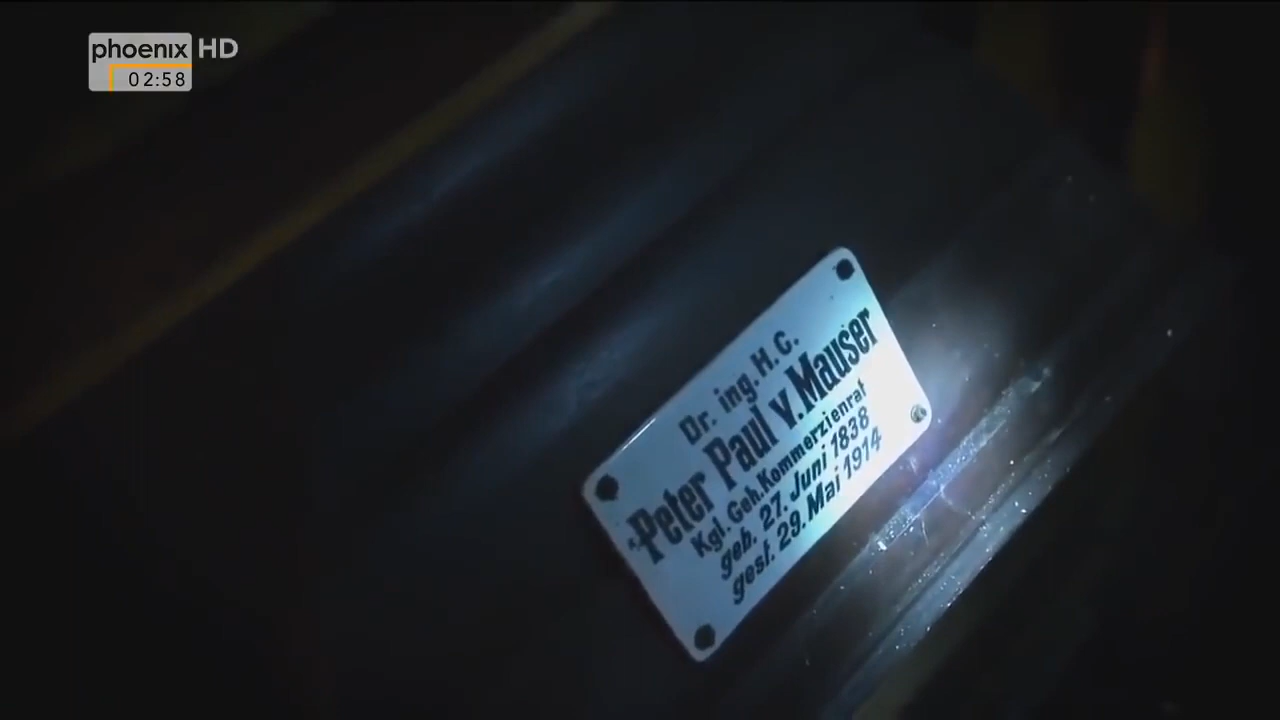 phoenix HD
02:58
Dr. ing. H. C.
Peter Paul v. Mauser
Kgl. Geh. Kommerzienrat
geb. 27. Juni 1838
gest. 29. Mai 1914